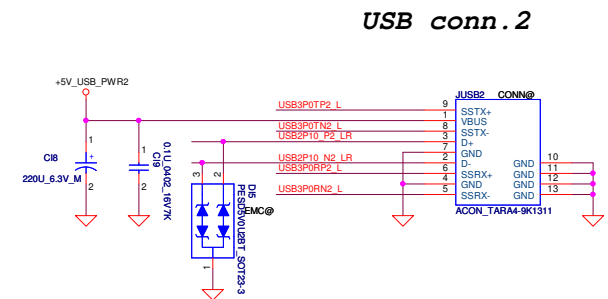 USB conn.2
+5V_USB_PWR2
JUSB2 CONN@
USB3P0TP2_L 9 SSTX+
1 VBUS
USB3P0TN2_L 8 SSTX-
USB2P10_P2_LR 3 D+
7 GND
USB2P10_N2_LR 2 D- GND 10
USB3P0RP2_L 6 SSRX+ GND 11
4 GND GND 12
USB3P0RN2_L 5 SSRX- GND 13
ACON_TARA4-9K1311
1
CI8 +
220U_6.3V_M
2
1
CI9
0.1U_0402_16V7K
2
3 2
DI5
PESD5V0U2BT_SOT23-3
EMC@
1